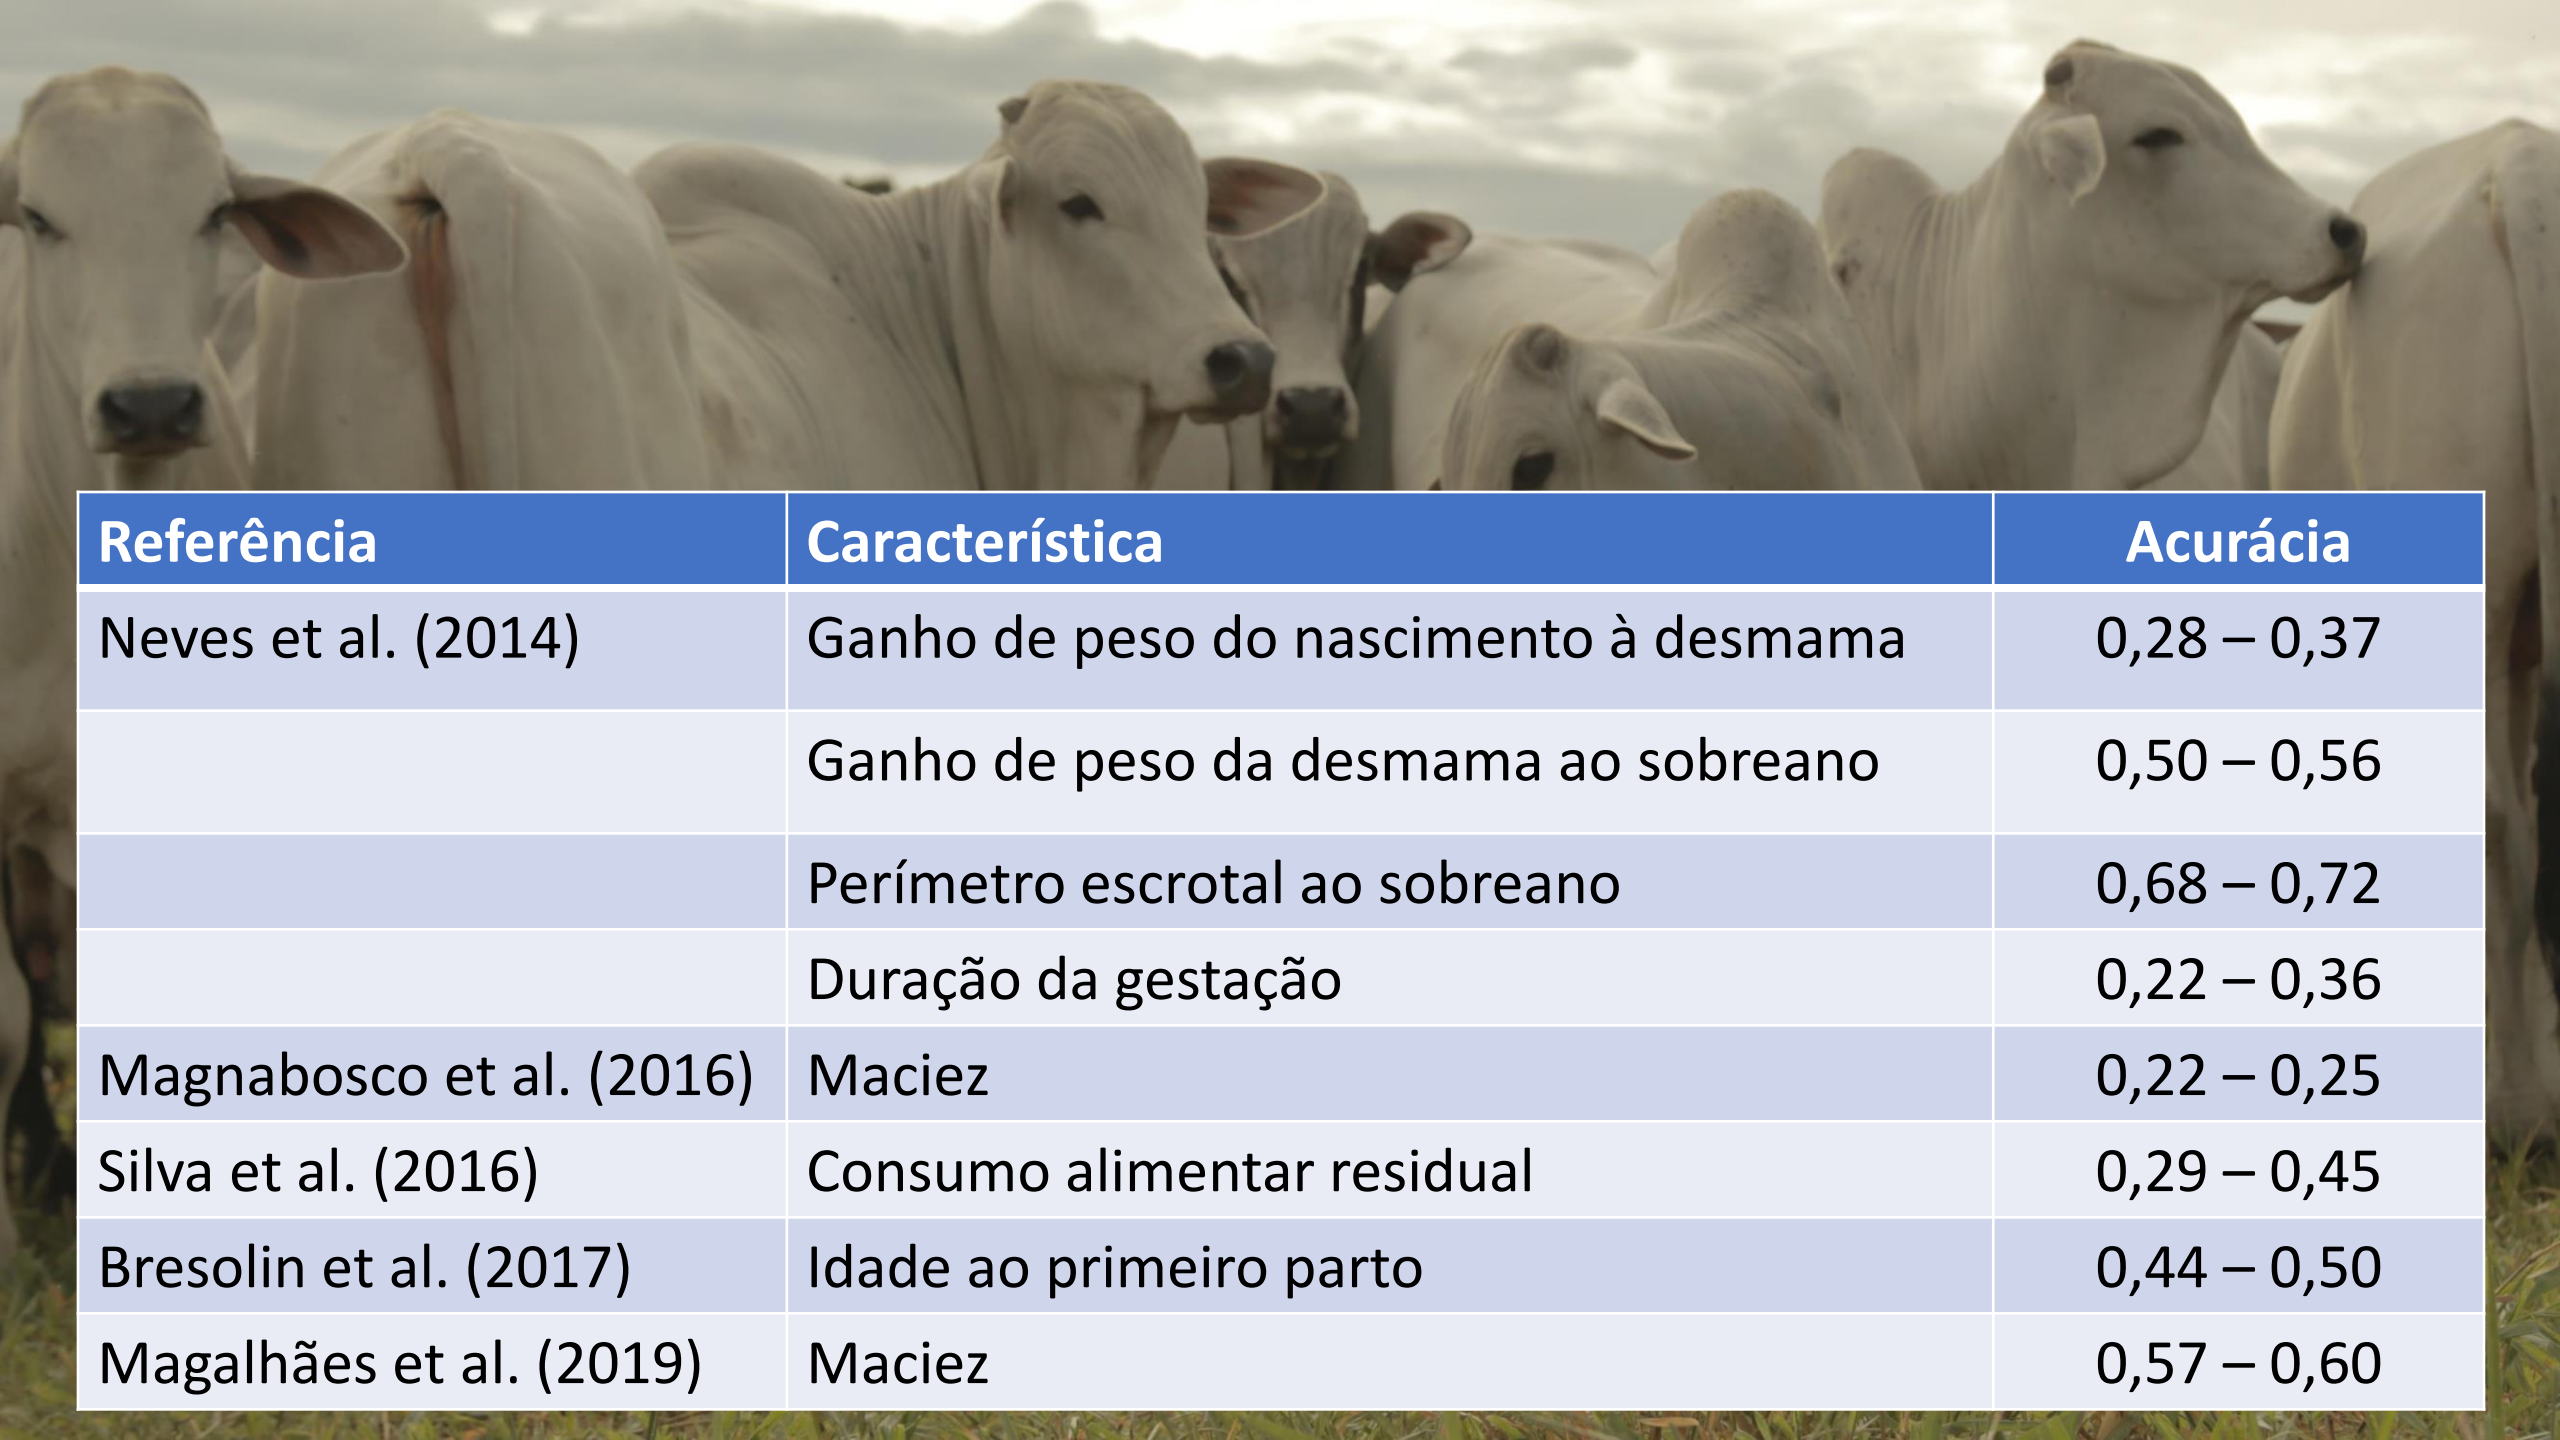 Referência Característica Acurácia
Neves et al. (2014) Ganho de peso do nascimento à desmama 0,28 – 0,37
Ganho de peso da desmama ao sobreano 0,50 – 0,56
Perímetro escrotal ao sobreano 0,68 – 0,72
Duração da gestação 0,22 – 0,36
Magnabosco et al. (2016) Maciez 0,22 – 0,25
Silva et al. (2016) Consumo alimentar residual 0,29 – 0,45
Bresolin et al. (2017) Idade ao primeiro parto 0,44 – 0,50
Magalhães et al. (2019) Maciez 0,57 – 0,60